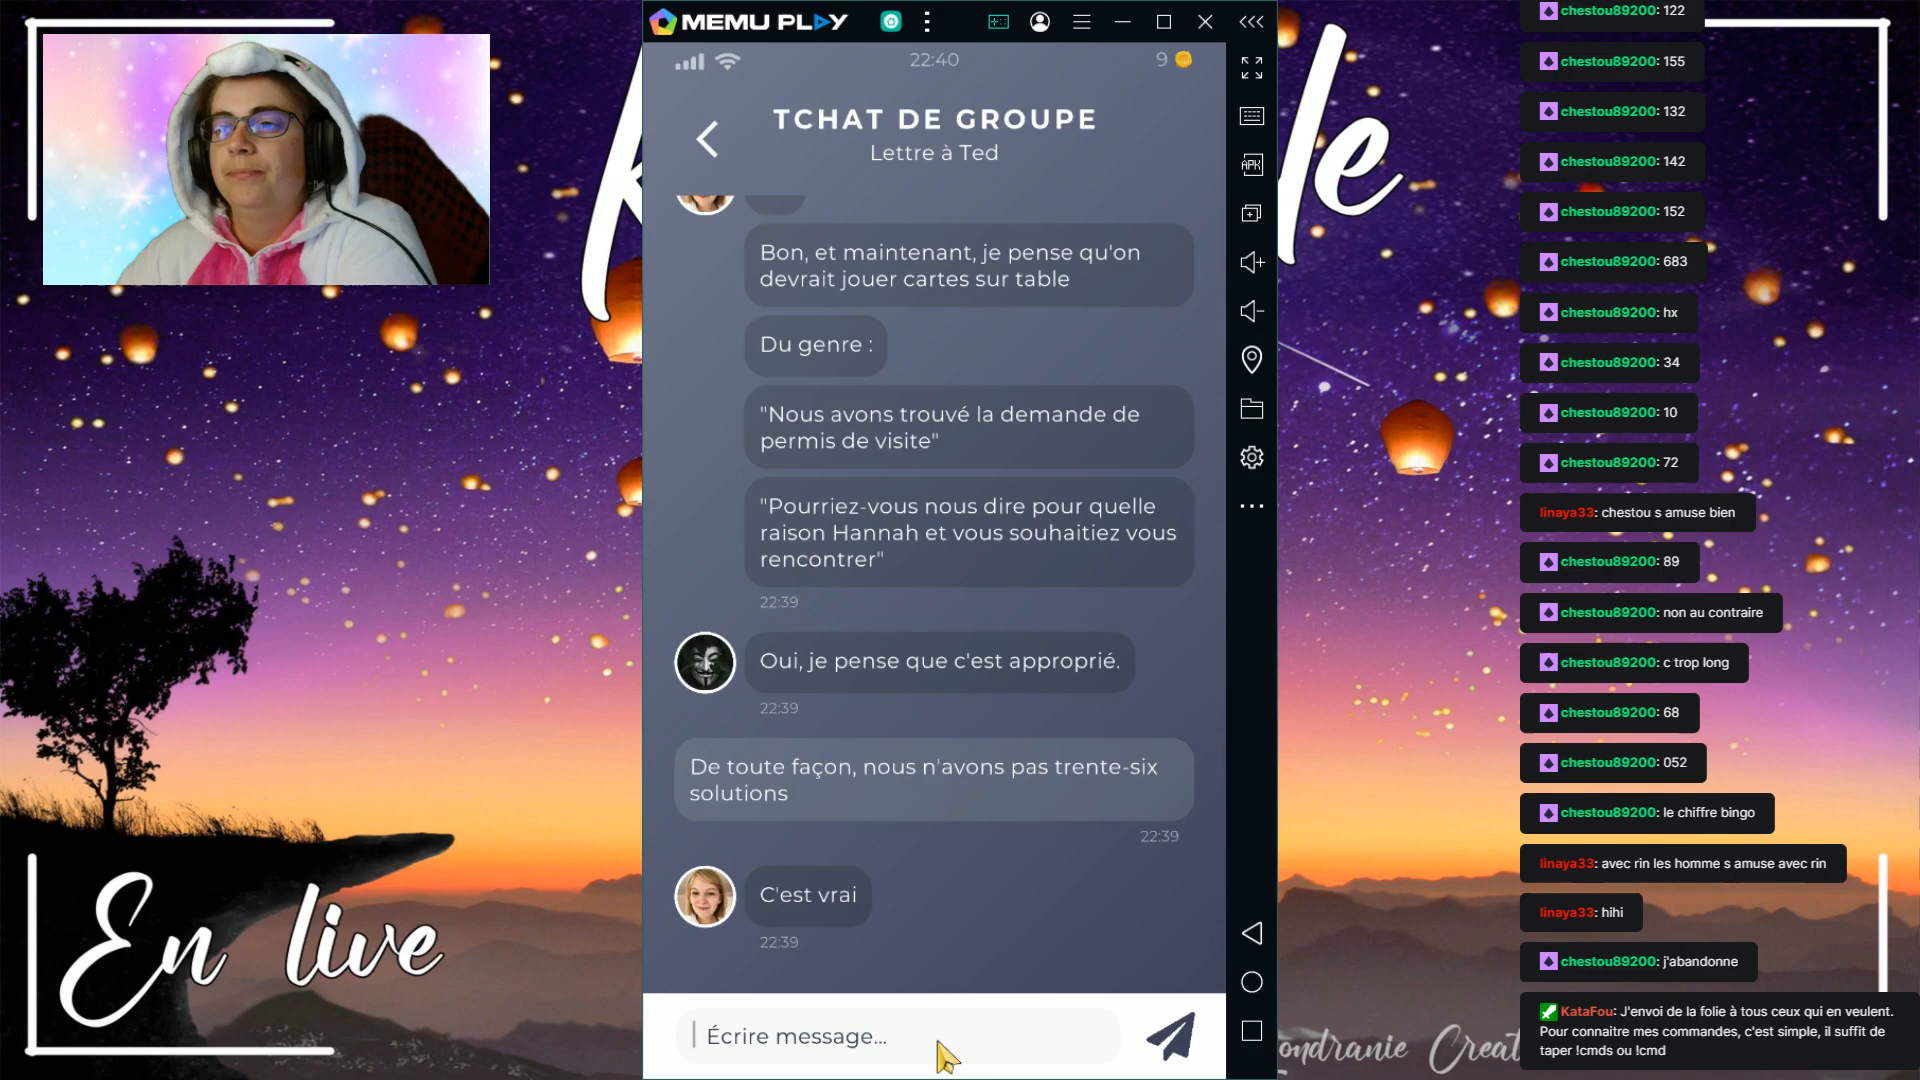 MEMU PLAY
22:40
9
TCHAT DE GROUPE
Lettre à Ted
Bon, et maintenant, je pense qu'on
devrait jouer cartes sur table
Du genre :
"Nous avons trouvé la demande de
permis de visite"
"Pourriez-vous nous dire pour quelle
raison Hannah et vous souhaitiez vous
rencontrer"
22:39
Oui, je pense que c'est approprié.
22:39
De toute façon, nous n'avons pas trente-six
solutions
22:39
C'est vrai
22:39
Écrire message...
APK
En live
chestou89200: 122
chestou89200: 155
chestou89200: 132
chestou89200: 142
chestou89200: 152
chestou89200: 683
chestou89200: hx
chestou89200: 34
chestou89200: 10
chestou89200: 72
linaya33: chestou s amuse bien
chestou89200: 89
chestou89200: non au contraire
chestou89200: c trop long
chestou89200: 68
chestou89200: 052
chestou89200: le chiffre bingo
linaya33: avec rin les homme s amuse avec rin
linaya33: hihi
chestou89200: j'abandonne
KataFou: J'envoi de la folie à tous ceux qui en veulent.
Pour connaitre mes commandes, c'est simple, il suffit de
taper !cmds ou !cmd